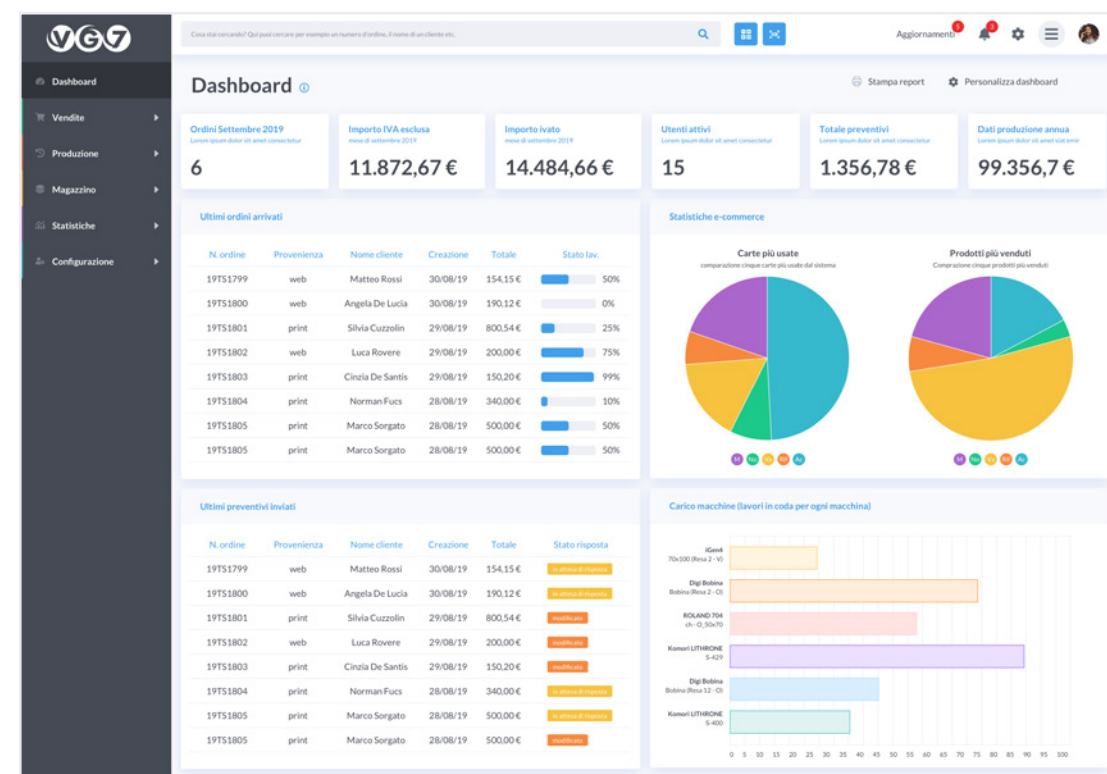 VG7
Cosa stai cercando? Qui puoi cercare per esempio un numero d'ordine, il nome di un cliente etc.
Aggiornamenti 5 3
Dashboard
Vendite
Produzione
Magazzino
Statistiche
Configurazione
Dashboard
Stampa report
Personalizza dashboard
Ordini Settembre 2019
Lorem ipsum dolor sit amet consectetur
6
Importo IVA esclusa
mese di settembre 2019
11.872,67 €
Importo ivato
mese di settembre 2019
14.484,66 €
Utenti attivi
Lorem ipsum dolor sit amet consectetur
15
Totale preventivi
Lorem ipsum dolor sit amet consectetur
1.356,78 €
Dati produzione annua
Lorem ipsum dolor sit amet siat emir
99.356,7 €
Ultimi ordini arrivati
N. ordine Provenienza Nome cliente Creazione Totale Stato lav.
19TS1799 web Matteo Rossi 30/08/19 154,15 € 50%
19TS1800 web Angela De Lucia 30/08/19 190,12 € 0%
19TS1801 print Silvia Cuzzolin 29/08/19 800,54 € 25%
19TS1802 web Luca Rovere 29/08/19 200,00 € 75%
19TS1803 print Cinzia De Santis 29/08/19 150,20 € 99%
19TS1804 print Norman Fucs 28/08/19 340,00 € 10%
19TS1805 print Marco Sorgato 28/08/19 500,00 € 50%
19TS1805 print Marco Sorgato 28/08/19 500,00 € 50%
Statistiche e-commerce
Carte più usate
comparazione cinque carte più usate dal sistema
M Na
Prodotti più venduti
Comprazione cinque prodotti più venduti
M Na
Ultimi preventivi inviati
N. ordine Provenienza Nome cliente Creazione Totale Stato risposta
19TS1799 web Matteo Rossi 30/08/19 154,15 € in attesa di risposta
19TS1800 web Angela De Lucia 30/08/19 190,12 € in attesa di risposta
19TS1801 print Silvia Cuzzolin 29/08/19 800,54 € modificato
19TS1802 web Luca Rovere 29/08/19 200,00 € modificato
19TS1803 print Cinzia De Santis 29/08/19 150,20 € modificato
19TS1804 print Norman Fucs 28/08/19 340,00 € in attesa di risposta
19TS1805 print Marco Sorgato 28/08/19 500,00 € in attesa di risposta
19TS1805 print Marco Sorgato 28/08/19 500,00 € modificato
Carico macchine (lavori in coda per ogni macchina)
iGen4
70x100 (Resa 2 - V)
Digi Bobina
Bobina (Resa 2 - O)
ROLAND 704
ch - O_50x70
Komori LITHRONE
S-429
Digi Bobina
Bobina (Resa 12 - O)
Komori LITHRONE
S-400
0 5 10 15 20 25 30 35 40 45 50 55 60 65 70 75 80 85 90 95 100